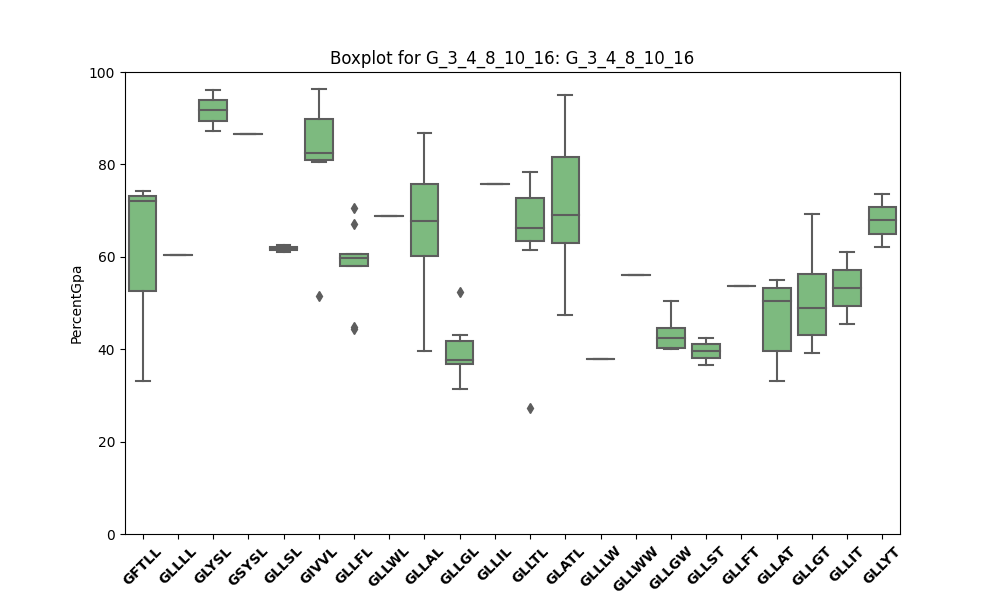 Boxplot for G_3_4_8_10_16: G_3_4_8_10_16
PercentGpa
100
80
60
40
20
0
GFTLL
GLLLL
GLYSL
GSYSL
GLLSL
GIVVL
GLLFL
GLLWL
GLLAL
GLLGL
GLLIL
GLLTL
GLATL
GLLLW
GLLWW
GLLGW
GLLST
GLLFT
GLLAT
GLLGT
GLLIT
GLLYT